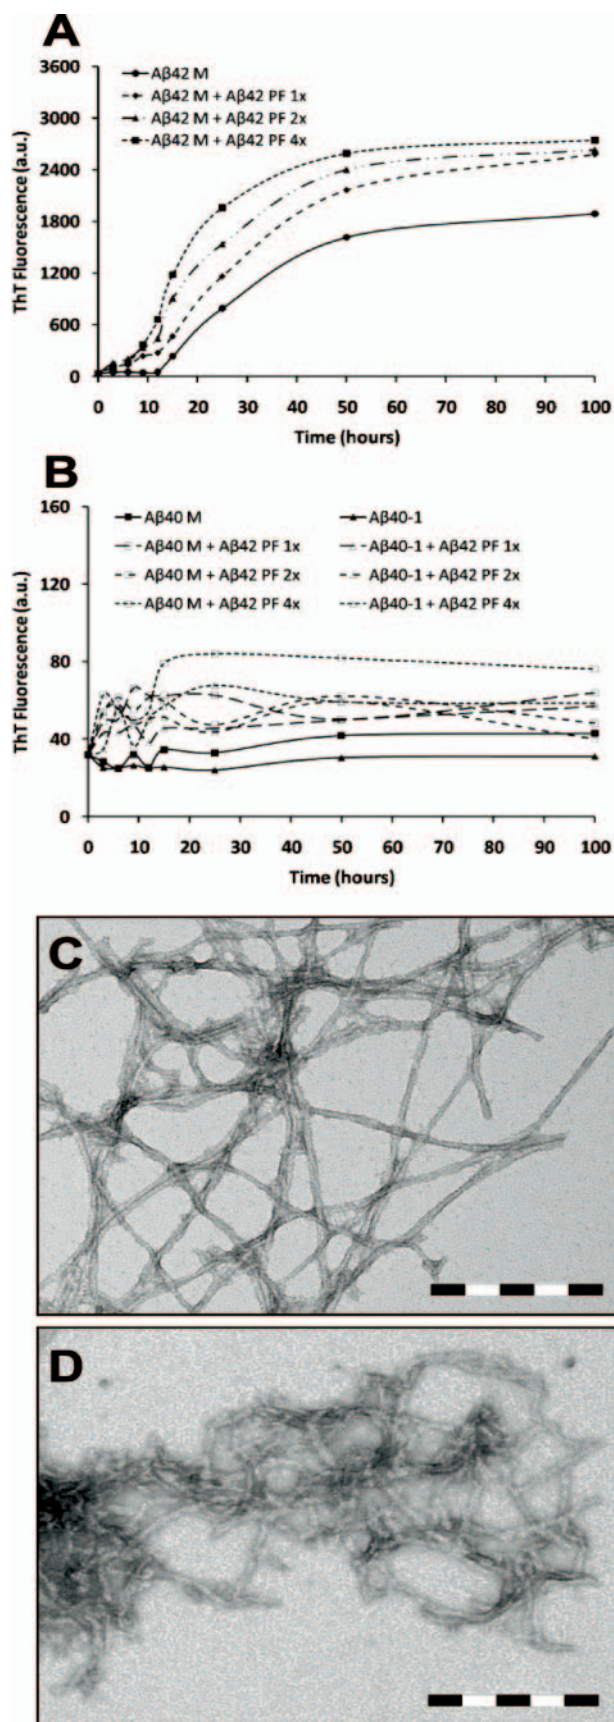 A
3600
3000
2400
1800
1200
600
0
ThT Fluorescence (a.u.)
Aβ42 M
Aβ42 M + Aβ42 PF 1x
Aβ42 M + Aβ42 PF 2x
Aβ42 M + Aβ42 PF 4x
0 10 20 30 40 50 60 70 80 90 100
Time (hours)
B
160
120
80
40
0
ThT Fluorescence (a.u.)
Aβ40 M Aβ40-1
Aβ40 M + Aβ42 PF 1x Aβ40-1 + Aβ42 PF 1x
Aβ40 M + Aβ42 PF 2x Aβ40-1 + Aβ42 PF 2x
Aβ40 M + Aβ42 PF 4x Aβ40-1 + Aβ42 PF 4x
0 10 20 30 40 50 60 70 80 90 100
Time (hours)
C
D